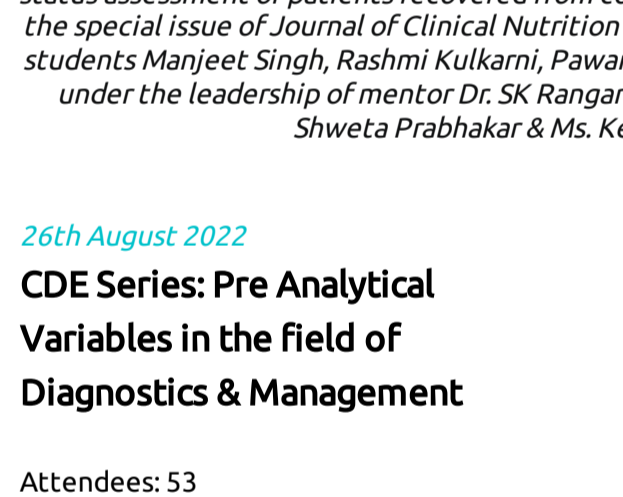 the special issue of Journal of Clinical Nutrition
students Manjeet Singh, Rashmi Kulkarni,
under the leadership of mentor Dr. SK
Shweta Prabhakar & Ms.
26th August 2022
CDE Series: Pre Analytical
Variables in the field of
Diagnostics & Management
Attendees: 53